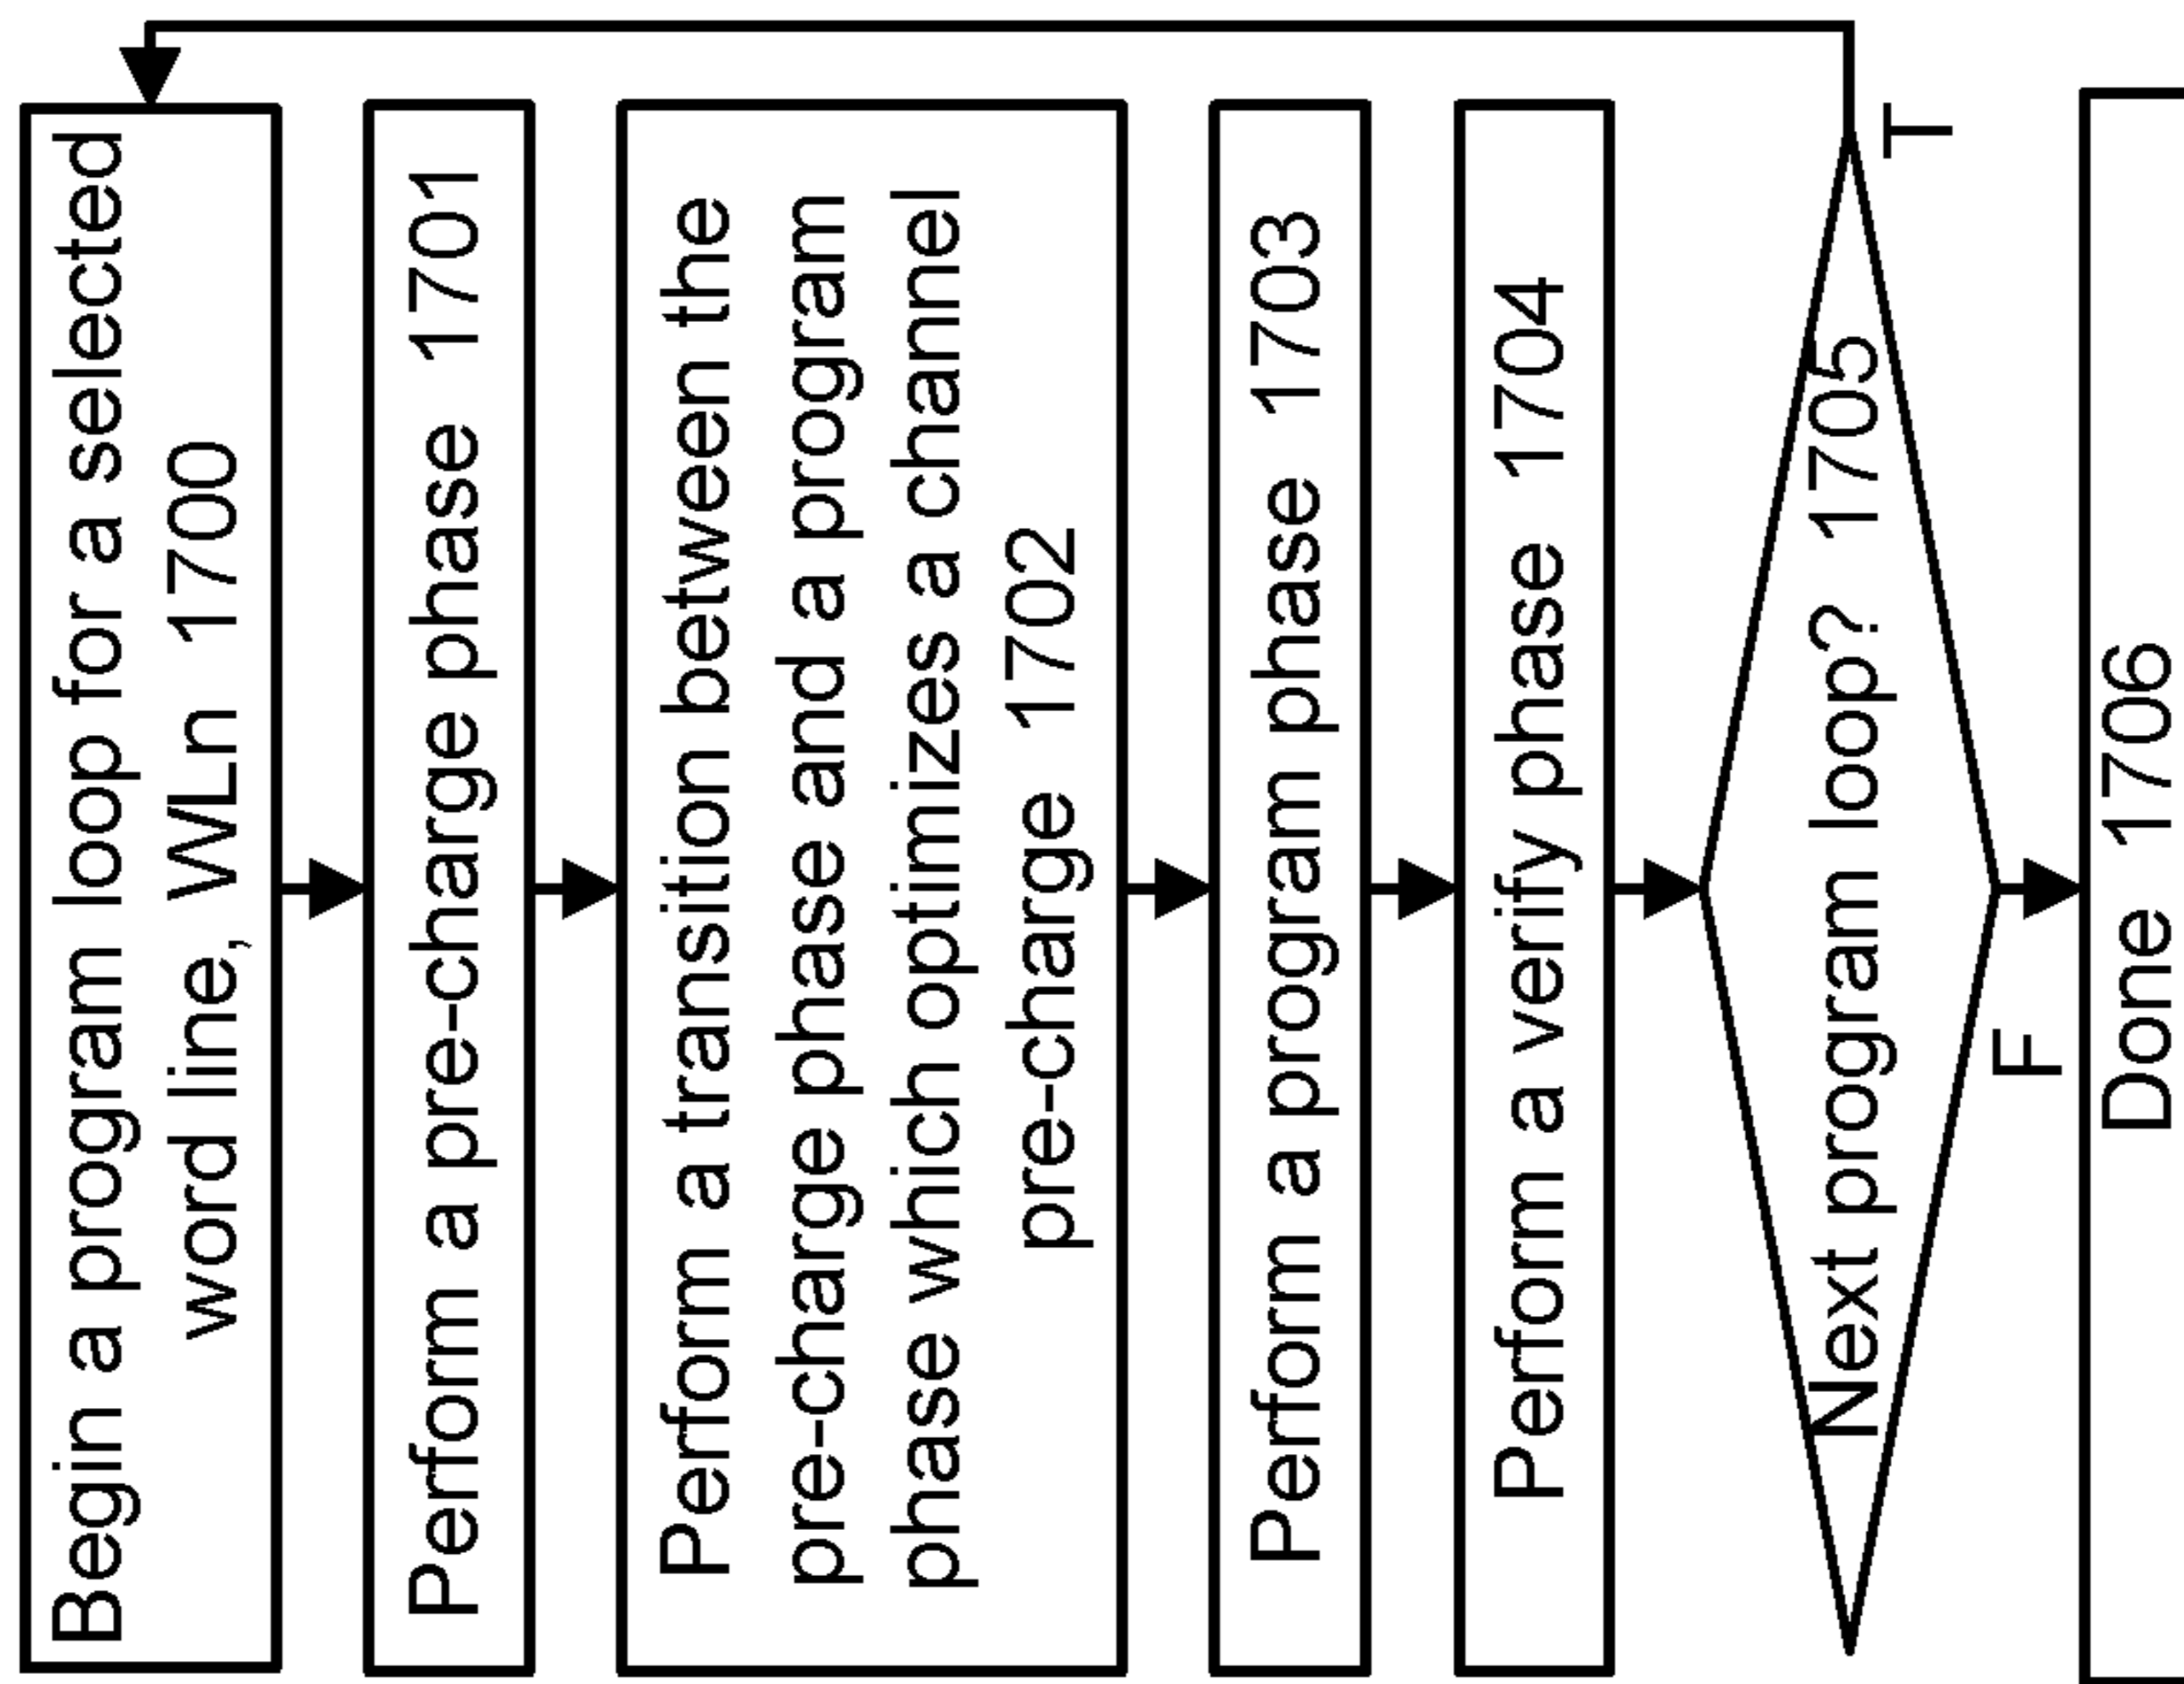 Begin a program loop for a selected
word line, WLn 1700
Perform a pre-charge phase 1701
Perform a transition between the
pre-charge phase and a program
phase which optimizes a channel
pre-charge 1702
Perform a program phase 1703
Perform a verify phase 1704
Next program loop? 1705
T
F
Done 1706